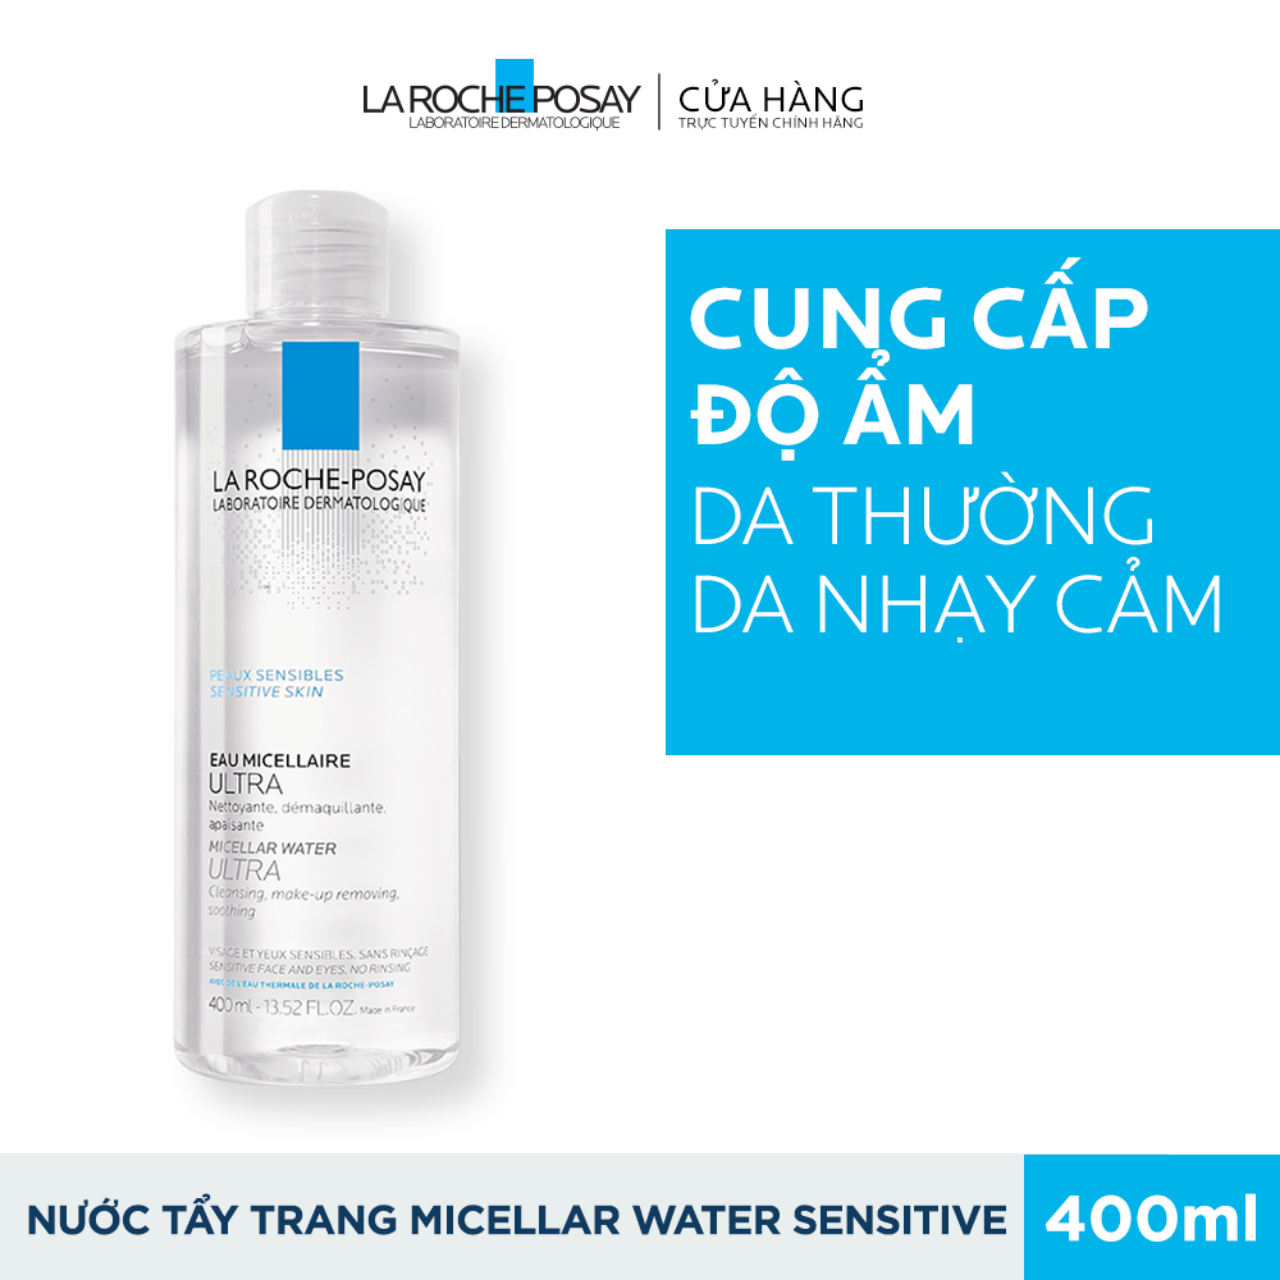 LA ROCHE POSAY
LABORATOIRE DERMATOLOGIQUE
CỬA HÀNG
TRỰC TUYẾN CHÍNH HÃNG
CUNG CẤP
ĐỘ ẨM
DA THƯỜNG
DA NHẠY CẢM
LA ROCHE-POSAY
LABORATOIRE DERMATOLOGIQUE
PEAUX SENSIBLES
SENSITIVE SKIN
EAU MICELLAIRE
ULTRA
Nettoyante, démaquillante,
apaisante
MICELLAR WATER
ULTRA
Cleansing, make-up removing,
soothing
VISAGE ET YEUX SENSIBLES. SANS RINÇAGE
SENSITIVE FACE AND EYES. NO RINSING
AVEC DE L'EAU THERMALE DE LA ROCHE-POSAY
400 ml - 13.52 FL.OZ. Made in France
NƯỚC TẨY TRANG MICELLAR WATER SENSITIVE
400ml